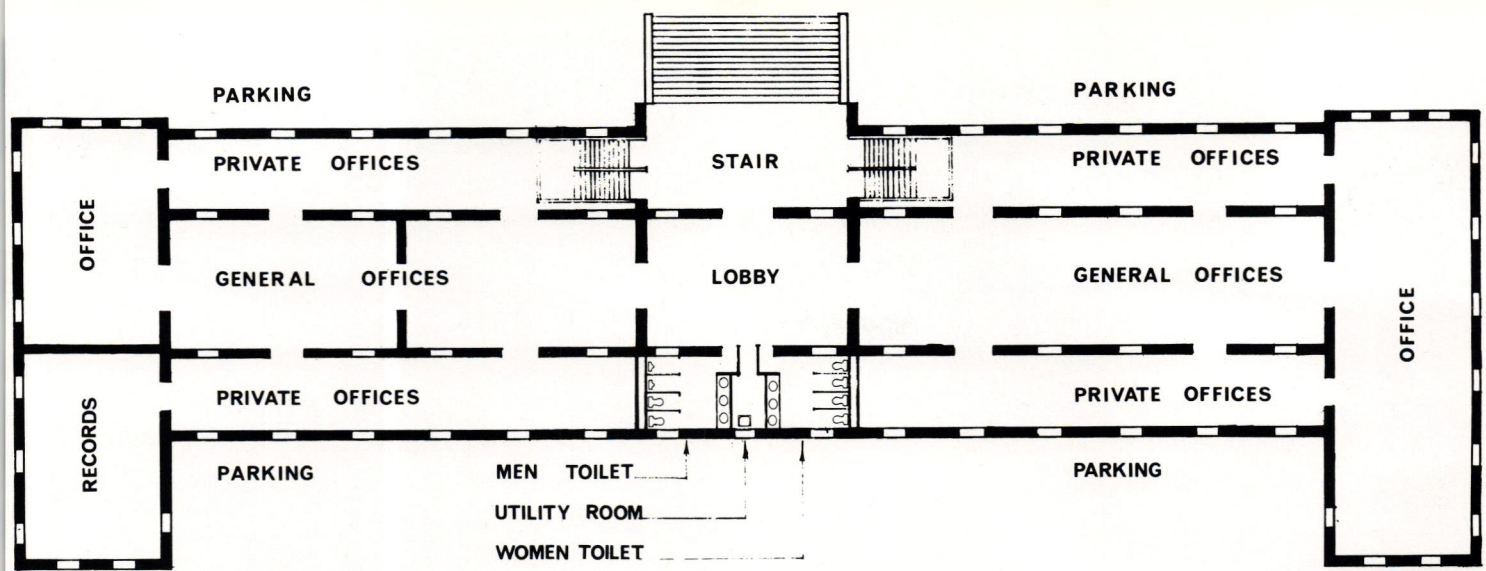 PARKING
PARKING
PRIVATE OFFICES
STAIR
PRIVATE OFFICES
OFFICE
GENERAL OFFICES
LOBBY
GENERAL OFFICES
OFFICE
RECORDS
PRIVATE OFFICES
PRIVATE OFFICES
PARKING
MEN TOILET
PARKING
UTILITY ROOM
WOMEN TOILET